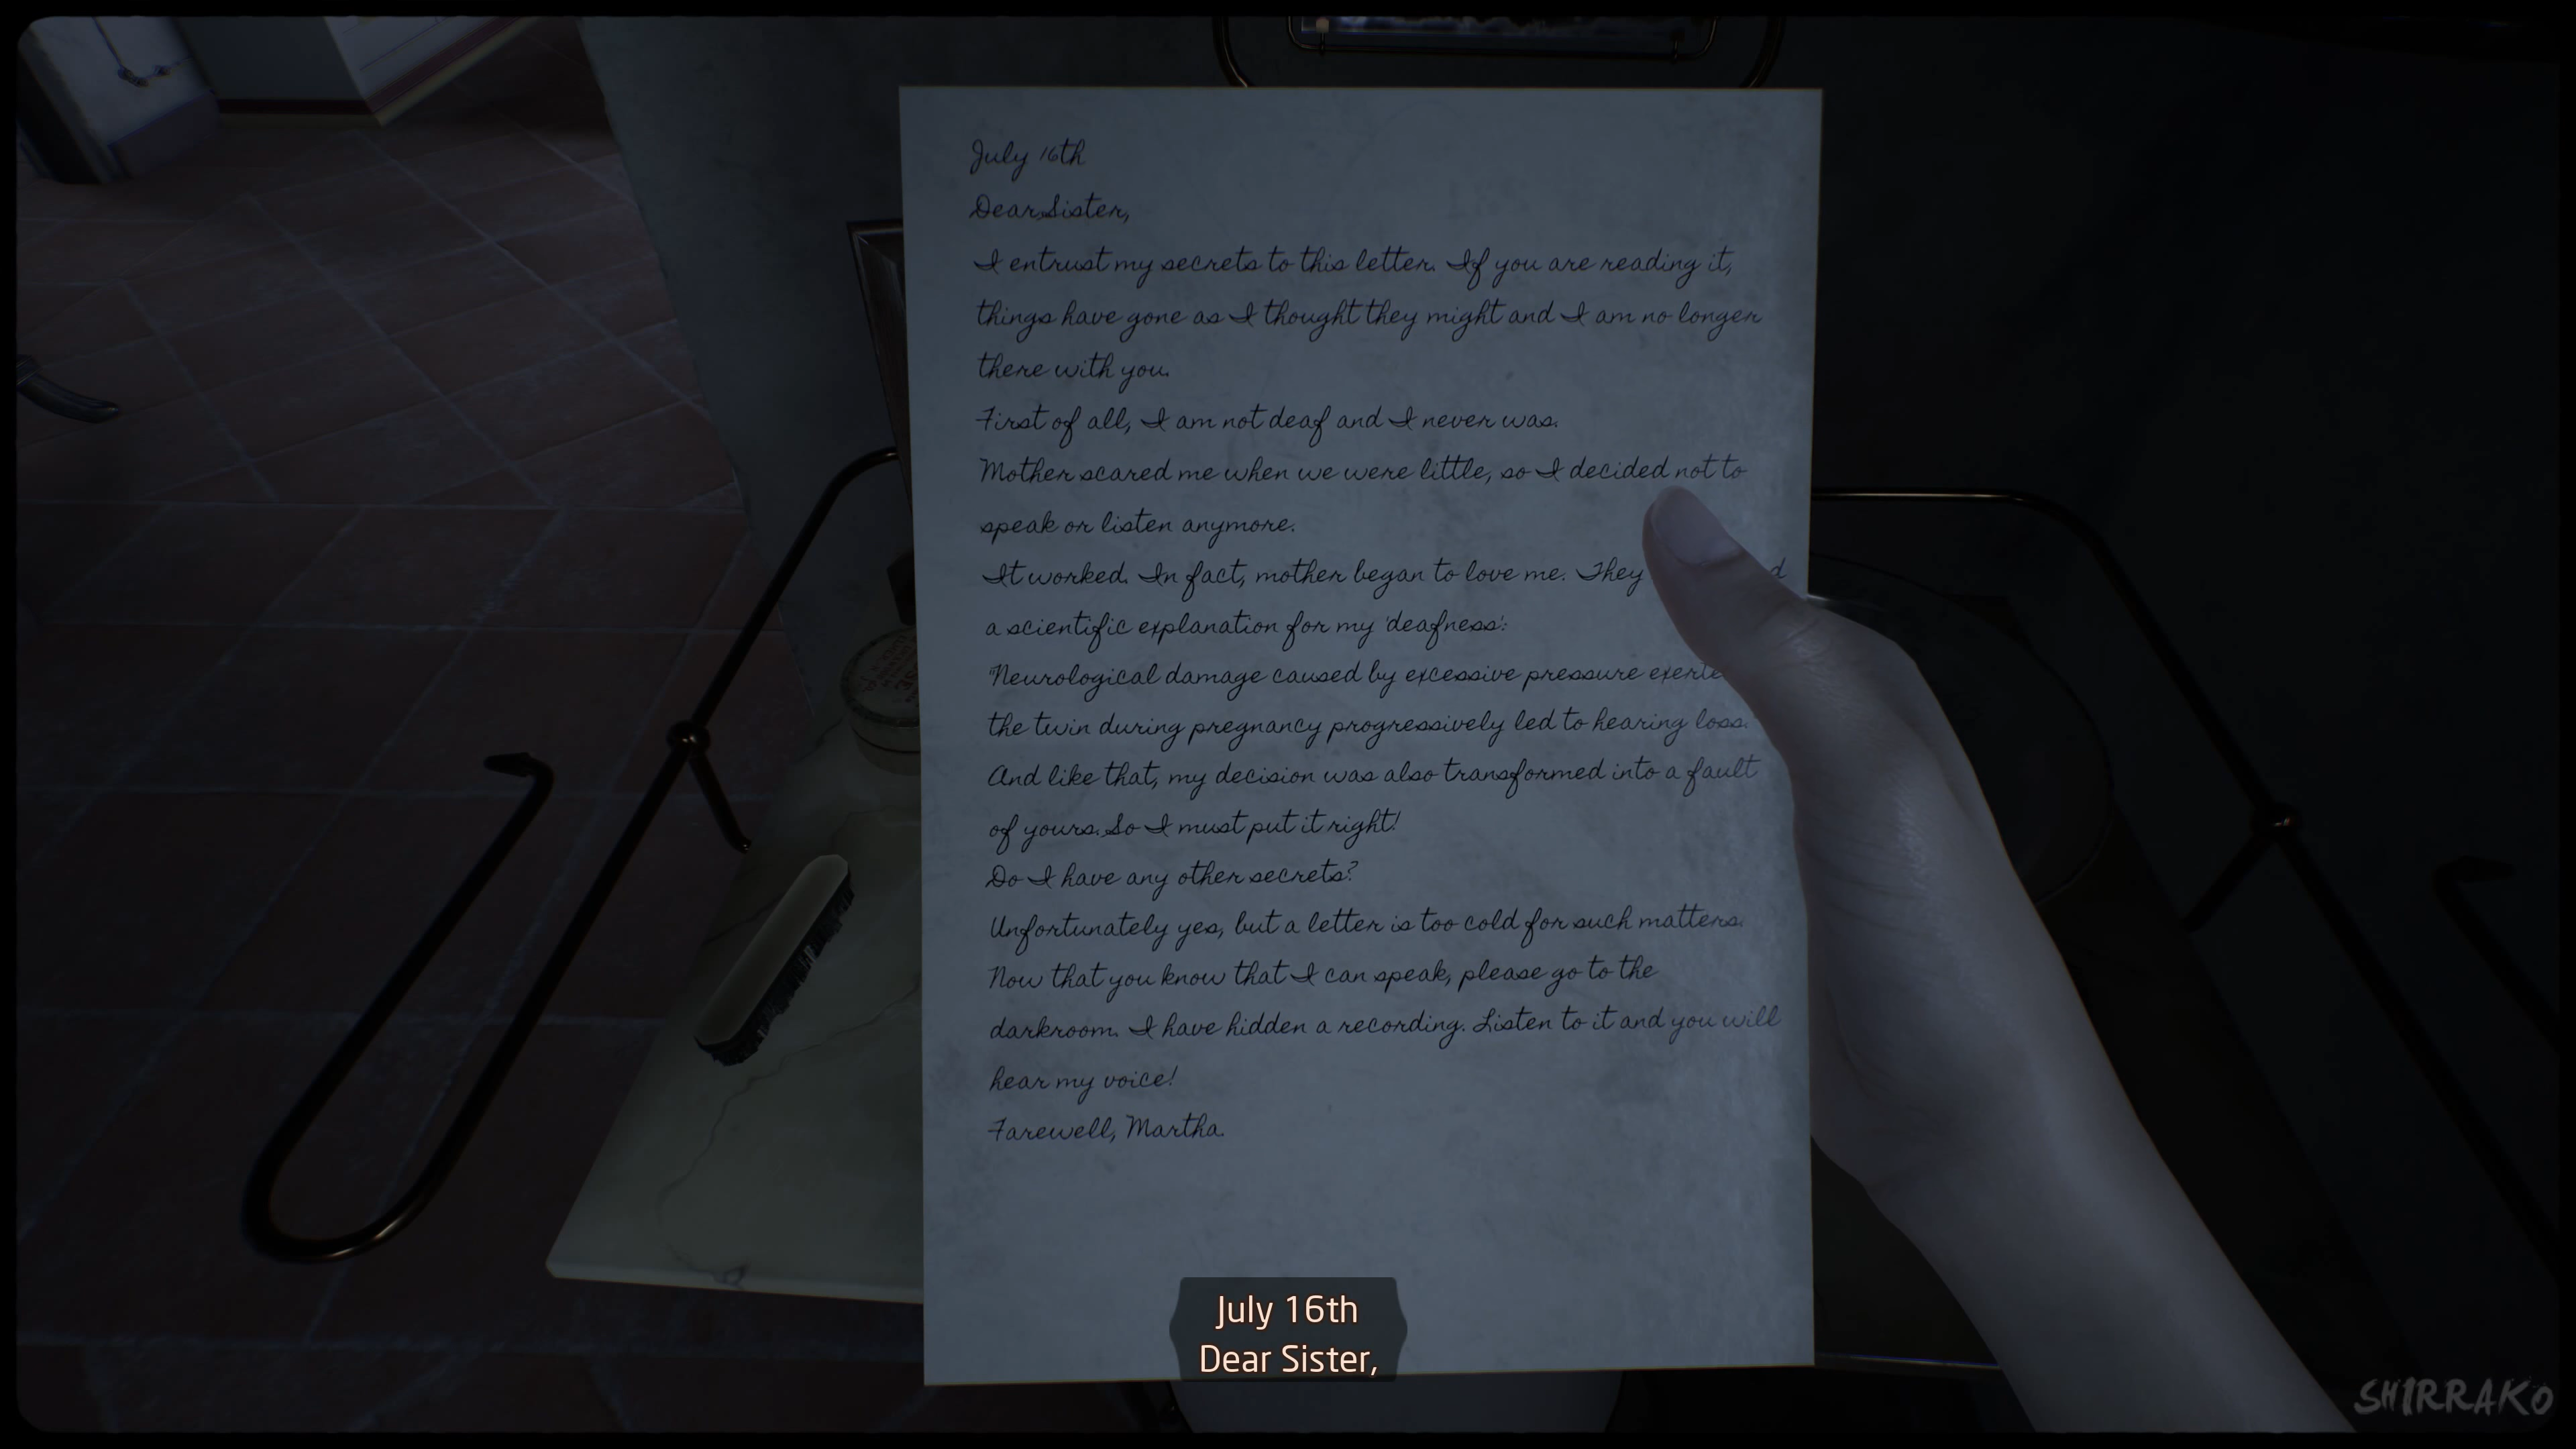 July 16th
Dear Sister,
I entrust my secrets to this letter. If you are reading it,
things have gone as I thought they might and I am no longer
there with you.
First of all, I am not deaf and I never was.
Mother scared me when we were little, so I decided not to
speak or listen anymore.
It worked. In fact, mother began to love me. They
a scientific explanation for my 'deafness':
"Neurological damage caused by excessive pressure
the twin during pregnancy progressively led to hearing loss.
And like that, my decision was also transformed into a fault
of yours. So I must put it right!
Do I have any other secrets?
Unfortunately yes, but a letter is too cold for such matters.
Now that you know that I can speak, please go to the
darkroom. I have hidden a recording. Listen to it and you will
hear my voice!
Farewell, Martha.
July 16th
Dear Sister,
SHIRRAKO